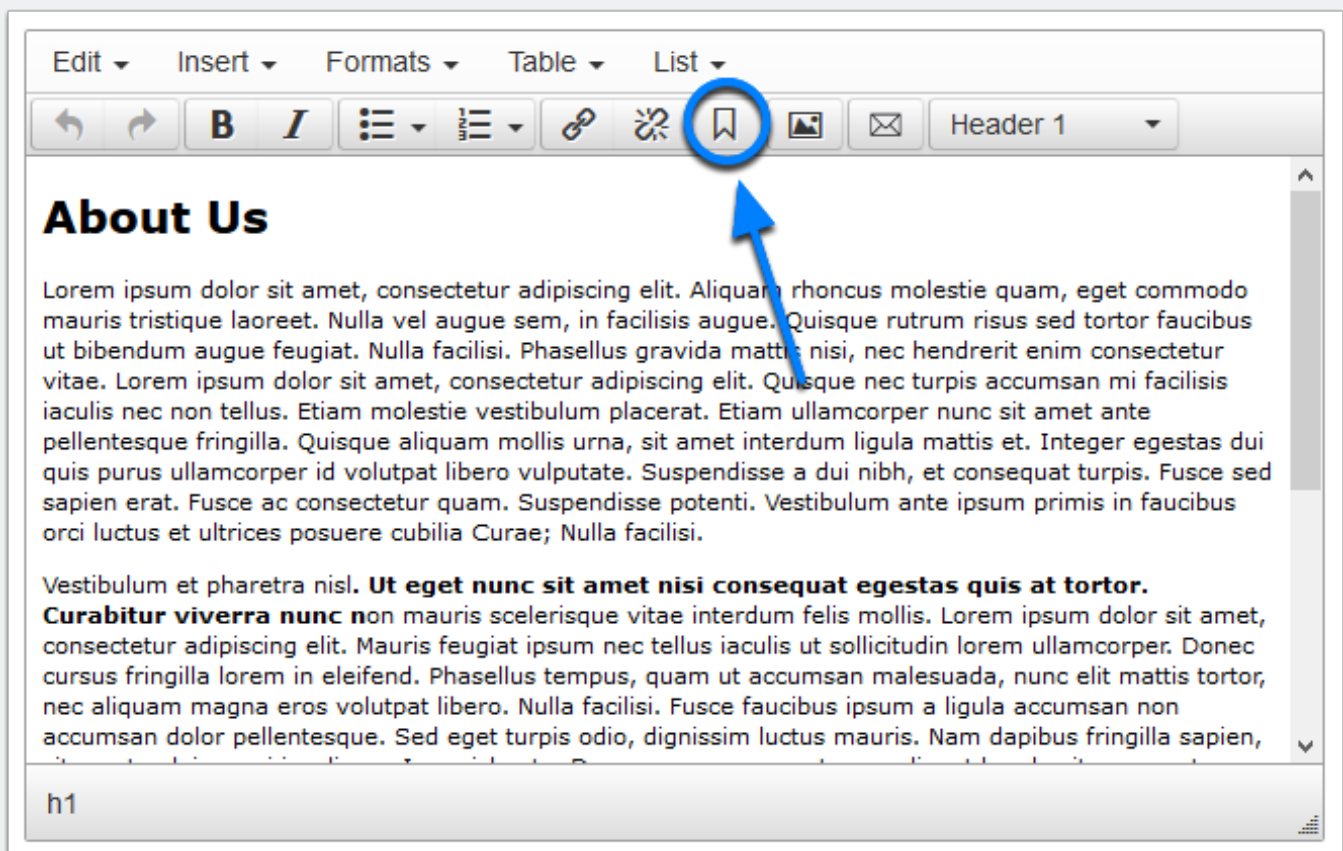 Edit Insert Formats Table List
B I Header 1
About Us
Lorem ipsum dolor sit amet, consectetur adipiscing elit. Aliquam rhoncus molestie quam, eget commodo
mauris tristique laoreet. Nulla vel augue sem, in facilisis augue. Quisque rutrum risus sed tortor faucibus
ut bibendum augue feugiat. Nulla facilisi. Phasellus gravida mattis nisi, nec hendrerit enim consectetur
vitae. Lorem ipsum dolor sit amet, consectetur adipiscing elit. Quisque nec turpis accumsan mi facilisis
iaculis nec non tellus. Etiam molestie vestibulum placerat. Etiam ullamcorper nunc sit amet ante
pellentesque fringilla. Quisque aliquam mollis urna, sit amet interdum ligula mattis et. Integer egestas dui
quis purus ullamcorper id volutpat libero vulputate. Suspendisse a dui nibh, et consequat turpis. Fusce sed
sapien erat. Fusce ac consectetur quam. Suspendisse potenti. Vestibulum ante ipsum primis in faucibus
orci luctus et ultrices posuere cubilia Curae; Nulla facilisi.
Vestibulum et pharetra nisl. Ut eget nunc sit amet nisi consequat egestas quis at tortor.
Curabitur viverra nunc non mauris scelerisque vitae interdum felis mollis. Lorem ipsum dolor sit amet,
consectetur adipiscing elit. Mauris feugiat ipsum nec tellus iaculis ut sollicitudin lorem ullamcorper. Donec
cursus fringilla lorem in eleifend. Phasellus tempus, quam ut accumsan malesuada, nunc elit mattis tortor,
nec aliquam magna eros volutpat libero. Nulla facilisi. Fusce faucibus ipsum a ligula accumsan non
accumsan dolor pellentesque. Sed eget turpis odio, dignissim luctus mauris. Nam dapibus fringilla sapien,
h1